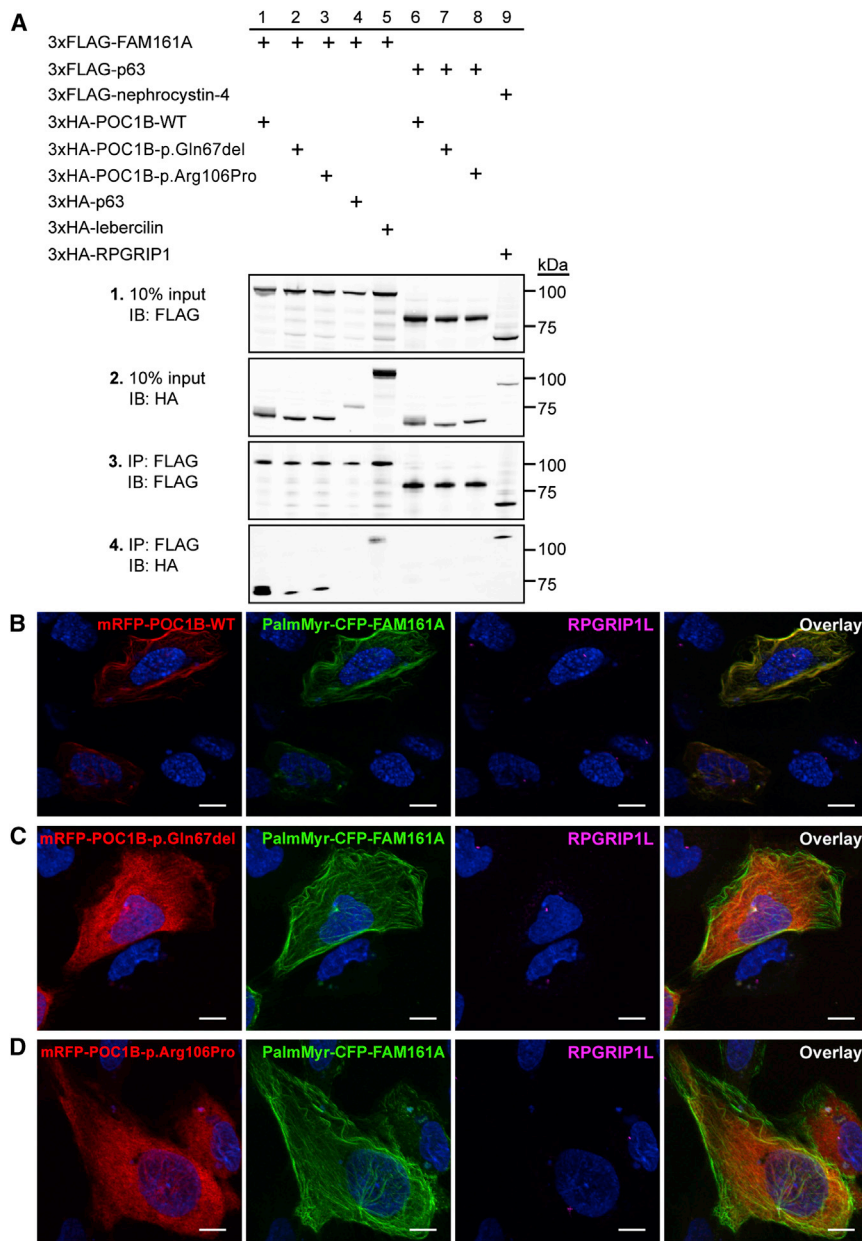 A
1 2 3 4 5 6 7 8 9
3xFLAG-FAM161A + + + + +
3xFLAG-p63 + + +
3xFLAG-nephrocystin-4 +
3xHA-POC1B-WT + +
3xHA-POC1B-p.Gln67del + +
3xHA-POC1B-p.Arg106Pro + +
3xHA-p63 +
3xHA-lebercilin +
3xHA-RPGRIP1 +
kDa
1. 10% input
IB: FLAG
100
75
2. 10% input
IB: HA
100
75
3. IP: FLAG
IB: FLAG
100
75
4. IP: FLAG
IB: HA
100
75
B
mRFP-POC1B-WT
PalmMyr-CFP-FAM161A
RPGRIP1L
Overlay
C
mRFP-POC1B-p.Gln67del
PalmMyr-CFP-FAM161A
RPGRIP1L
Overlay
D
mRFP-POC1B-p.Arg106Pro
PalmMyr-CFP-FAM161A
RPGRIP1L
Overlay